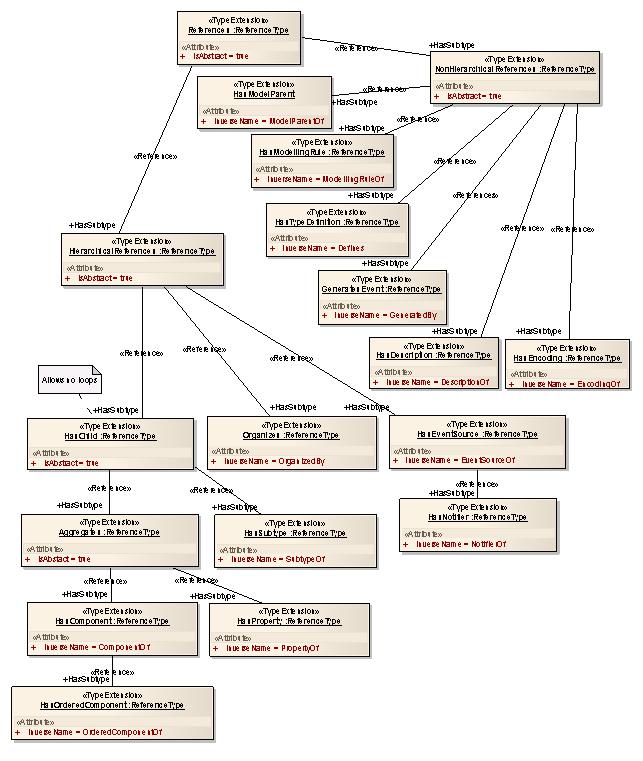 «TypeExtension»
References :ReferenceType
«Attribute»
+ IsAbstract = true
«Reference»
+HasSubtype
«TypeExtension»
NonHierarchicalReferences :ReferenceType
«Attribute»
+ IsAbstract = true
«TypeExtension»
HasModelParent
«Attribute»
+ InverseName = ModelParentOf
«Reference»
+HasSubtype
+HasSubtype
«TypeExtension»
HasModellingRule :ReferenceType
«Attribute»
+ InverseName = ModellingRuleOf
«Reference»
«Reference»
«Reference»
+HasSubtype
«TypeExtension»
HasTypeDefinition :ReferenceType
«Attribute»
+ InverseName = Defines
«References»
«Reference»
«Reference»
+HasSubtype
«TypeExtension»
HierarchicalReferences :ReferenceType
«Attribute»
+ IsAbstract = true
+HasSubtype
«TypeExtension»
GeneratesEvent :ReferenceType
«Attribute»
+ InverseName = GeneratedBy
+HasSubtype
«TypeExtension»
HasDescription :ReferenceType
«Attribute»
+ InverseName = DescriptionOf
+HasSubtype
«TypeExtension»
HasEncoding :ReferenceType
«Attribute»
+ InverseName = EncodingOf
«Reference»
«Reference»
«Reference»
Allows no loops
+HasSubtype
+HasSubtype
+HasSubtype
«TypeExtension»
HasChild :ReferenceType
«Attribute»
+ IsAbstract = true
«TypeExtension»
Organizes :ReferenceType
«Attribute»
+ InverseName = OrganizedBy
«TypeExtension»
HasEventSource :ReferenceType
«Attribute»
+ InverseName = EventSourceOf
«Reference»
«Reference»
«Reference»
+HasSubtype
+HasSubtype
+HasSubtype
«TypeExtension»
Aggregates :ReferenceType
«Attribute»
+ IsAbstract = true
«TypeExtension»
HasSubtype :ReferenceType
«Attribute»
+ InverseName = SubtypeOf
«TypeExtension»
HasNotifier :ReferenceType
«Attribute»
+ InverseName = NotifierOf
«Reference»
«Reference»
+HasSubtype
+HasSubtype
«TypeExtension»
HasComponent :ReferenceType
«Attribute»
+ InverseName = ComponentOf
«TypeExtension»
HasProperty :ReferenceType
«Attribute»
+ InverseName = PropertyOf
«Reference»
+HasSubtype
«TypeExtension»
HasOrderedComponent :ReferenceType
«Attribute»
+ InverseName = OrderedComponentOf